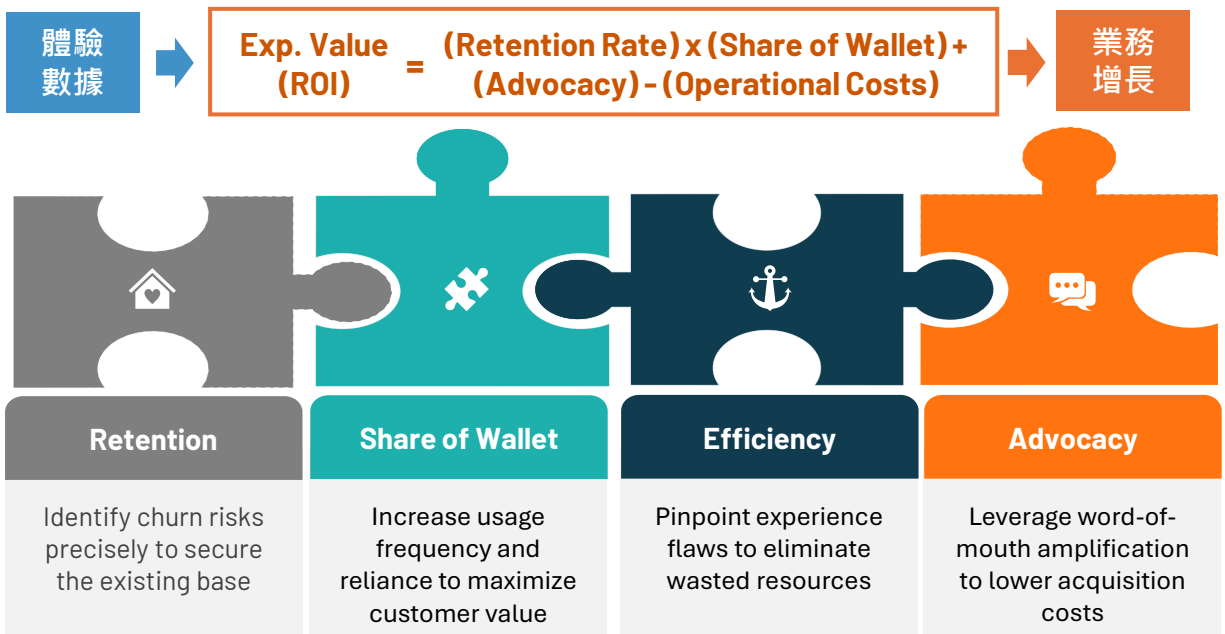 體驗
數據
Exp. Value
(ROI)
=
(Retention Rate) x (Share of Wallet) +
(Advocacy) - (Operational Costs)
業務
增長
Retention
Identify churn risks
precisely to secure
the existing base
Share of Wallet
Increase usage
frequency and
reliance to maximize
customer value
Efficiency
Pinpoint experience
flaws to eliminate
wasted resources
Advocacy
Leverage word-of-
mouth amplification
to lower acquisition
costs